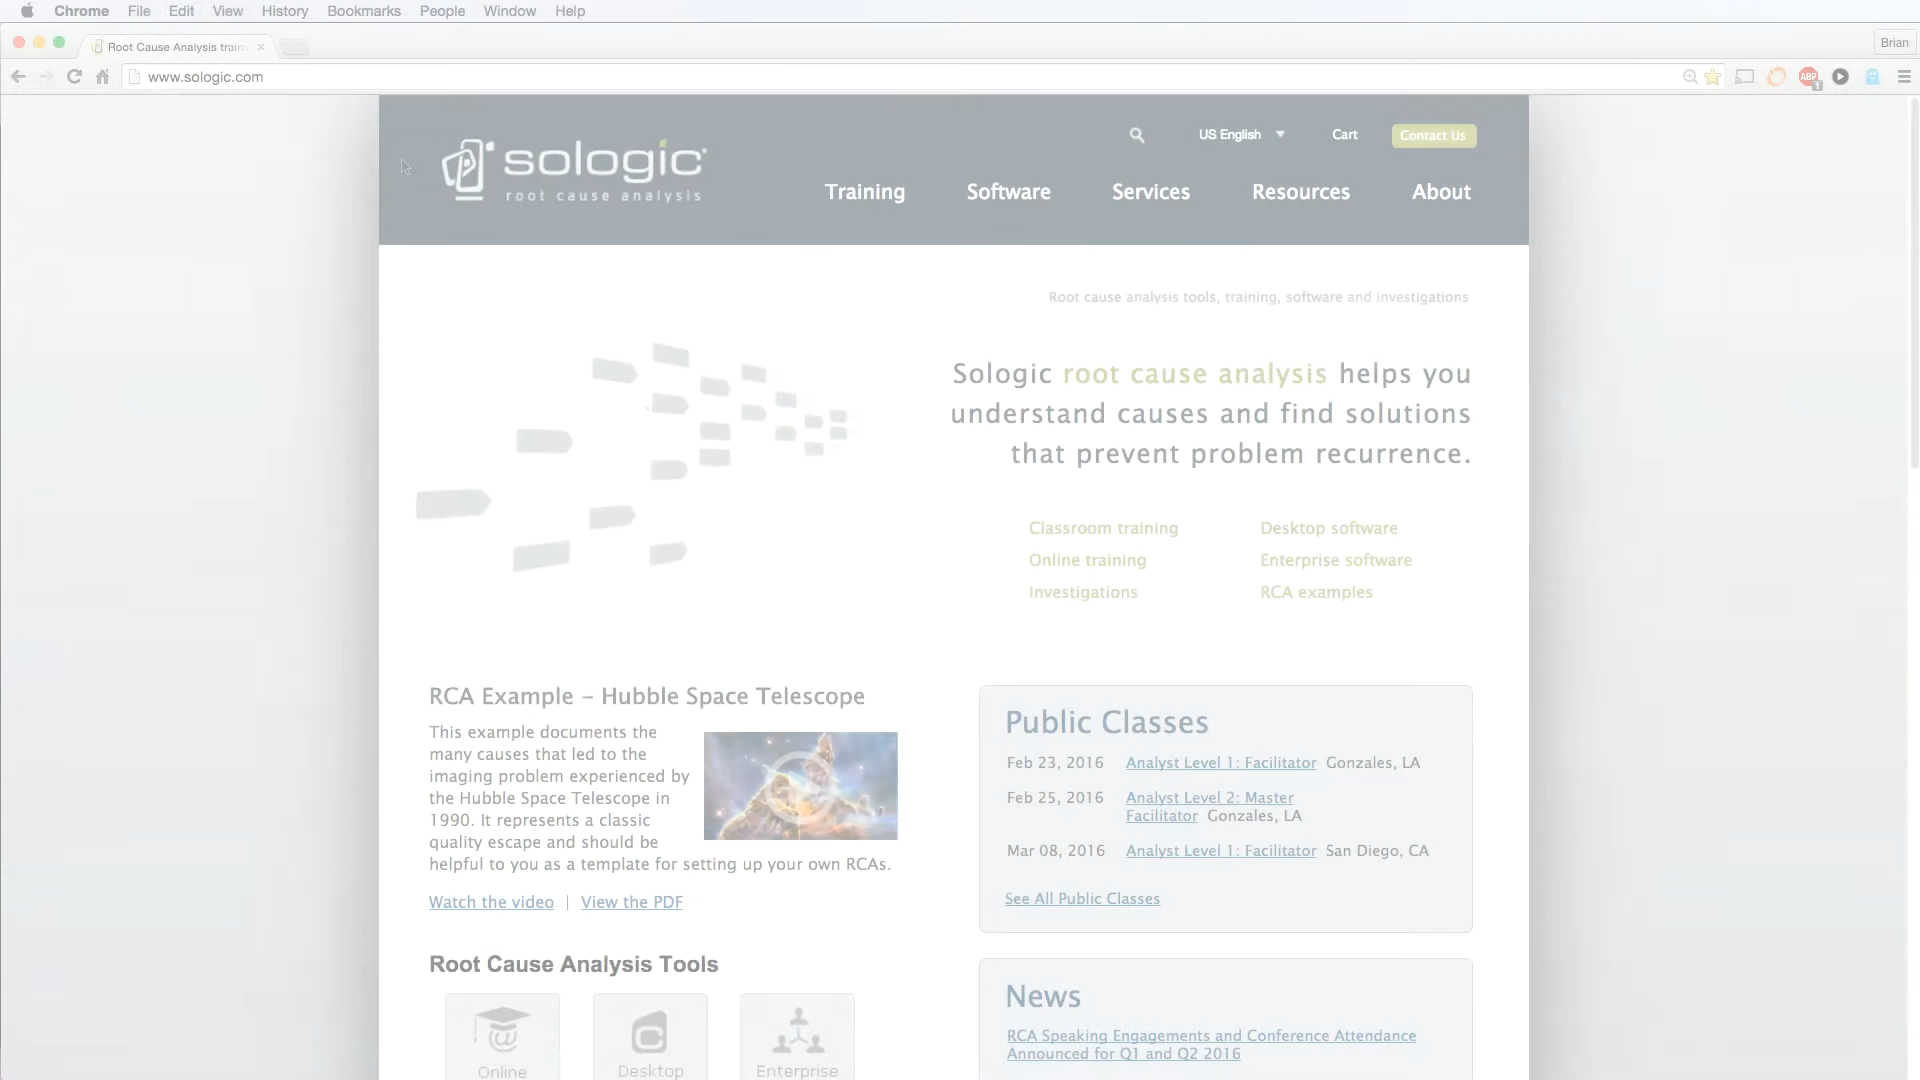 Chrome File Edit View History Bookmarks People Window Help
Root Cause Analysis train
Brian
www.sologic.com
ABP
1
US English
Cart
Contact Us
sologic
root cause analysis
Training
Software
Services
Resources
About
Root cause analysis tools, training, software and investigations
Sologic root cause analysis helps you
understand causes and find solutions
that prevent problem recurrence.
Classroom training
Desktop software
Online training
Enterprise software
Investigations
RCA examples
RCA Example – Hubble Space Telescope
This example documents the
many causes that led to the
imaging problem experienced by
the Hubble Space Telescope in
1990. It represents a classic
quality escape and should be
helpful to you as a template for setting up your own RCAs.
Watch the video | View the PDF
Root Cause Analysis Tools
Online
Desktop
Enterprise
Public Classes
Feb 23, 2016 Analyst Level 1: Facilitator Gonzales, LA
Feb 25, 2016 Analyst Level 2: Master
Facilitator Gonzales, LA
Mar 08, 2016 Analyst Level 1: Facilitator San Diego, CA
See All Public Classes
News
RCA Speaking Engagements and Conference Attendance
Announced for Q1 and Q2 2016